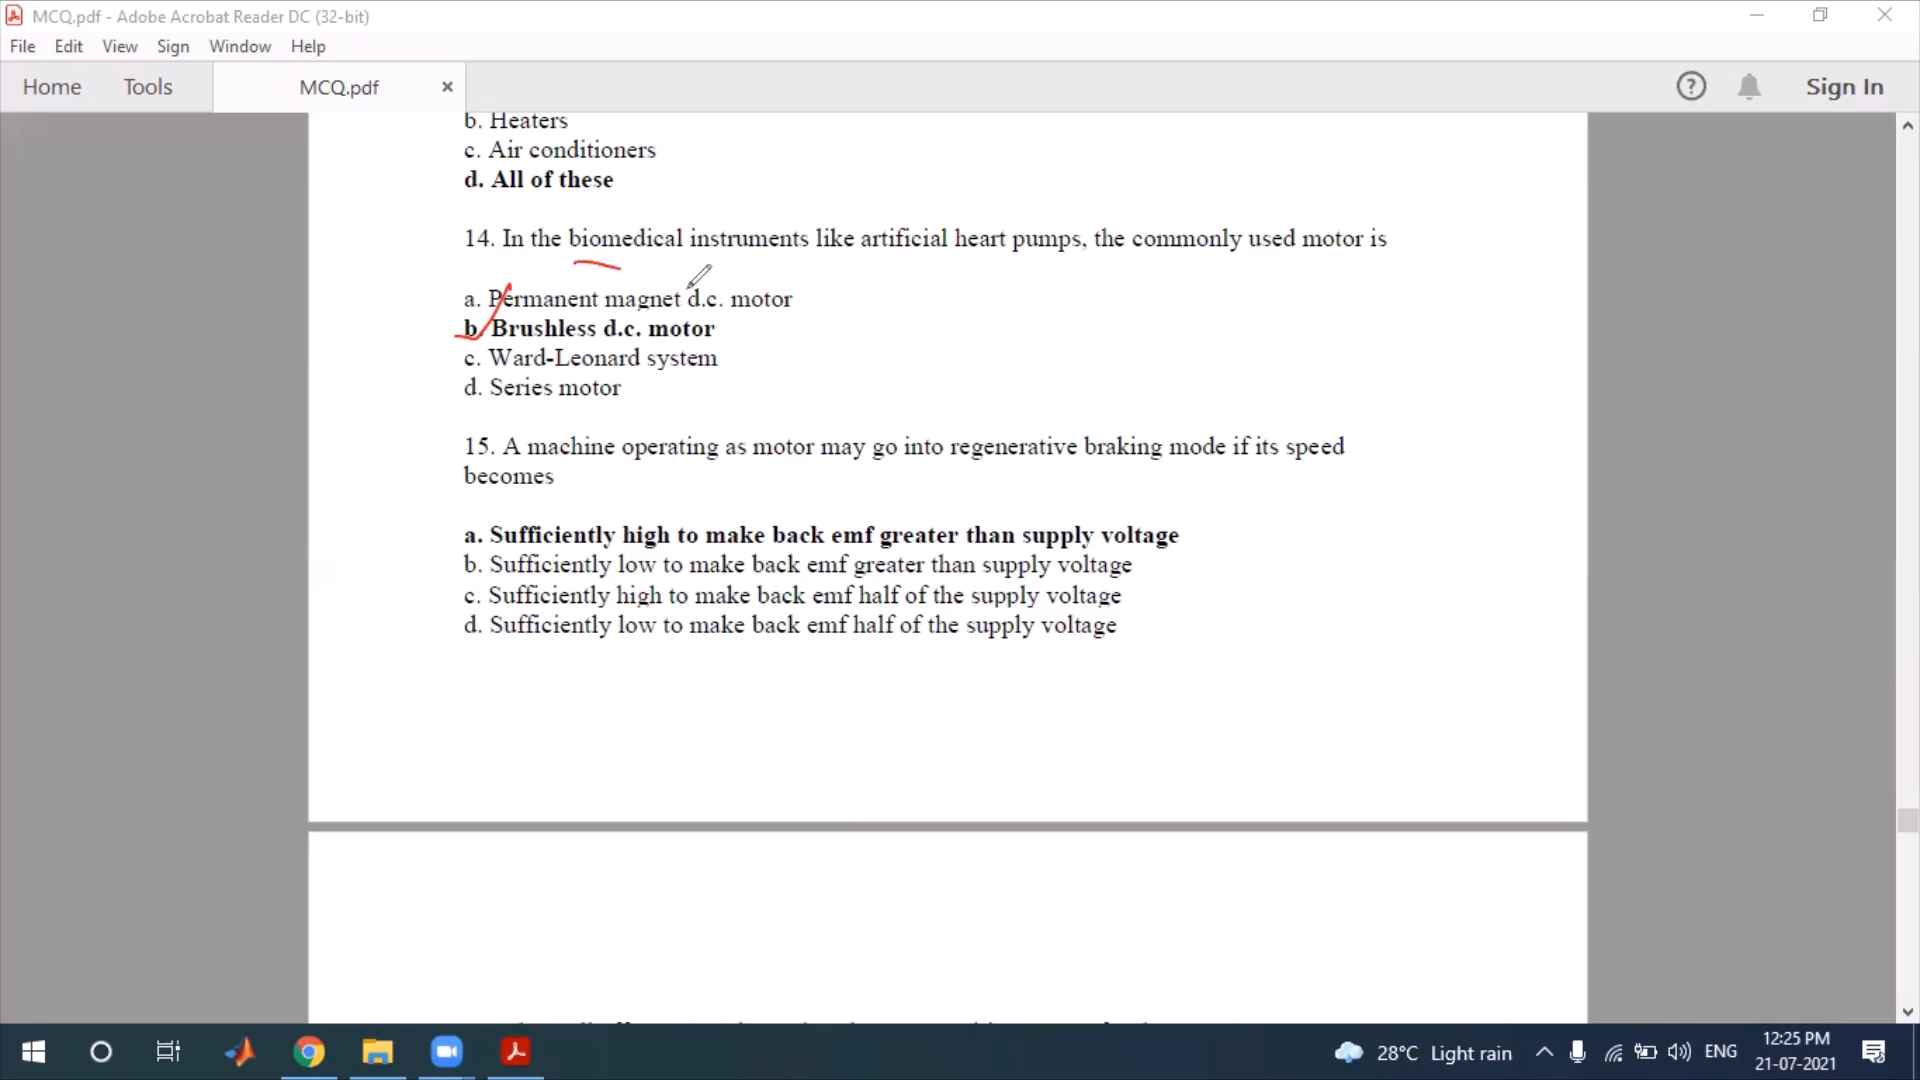 MCQ.pdf - Adobe Acrobat Reader DC (32-bit)
File Edit View Sign Window Help
Home Tools MCQ.pdf × ? Sign In
b. Heaters
c. Air conditioners
d. All of these
14. In the biomedical instruments like artificial heart pumps, the commonly used motor is
a. Permanent magnet d.c. motor
b. Brushless d.c. motor
c. Ward-Leonard system
d. Series motor
15. A machine operating as motor may go into regenerative braking mode if its speed
becomes
a. Sufficiently high to make back emf greater than supply voltage
b. Sufficiently low to make back emf greater than supply voltage
c. Sufficiently high to make back emf half of the supply voltage
d. Sufficiently low to make back emf half of the supply voltage
28°C Light rain ENG 12:25 PM
21-07-2021